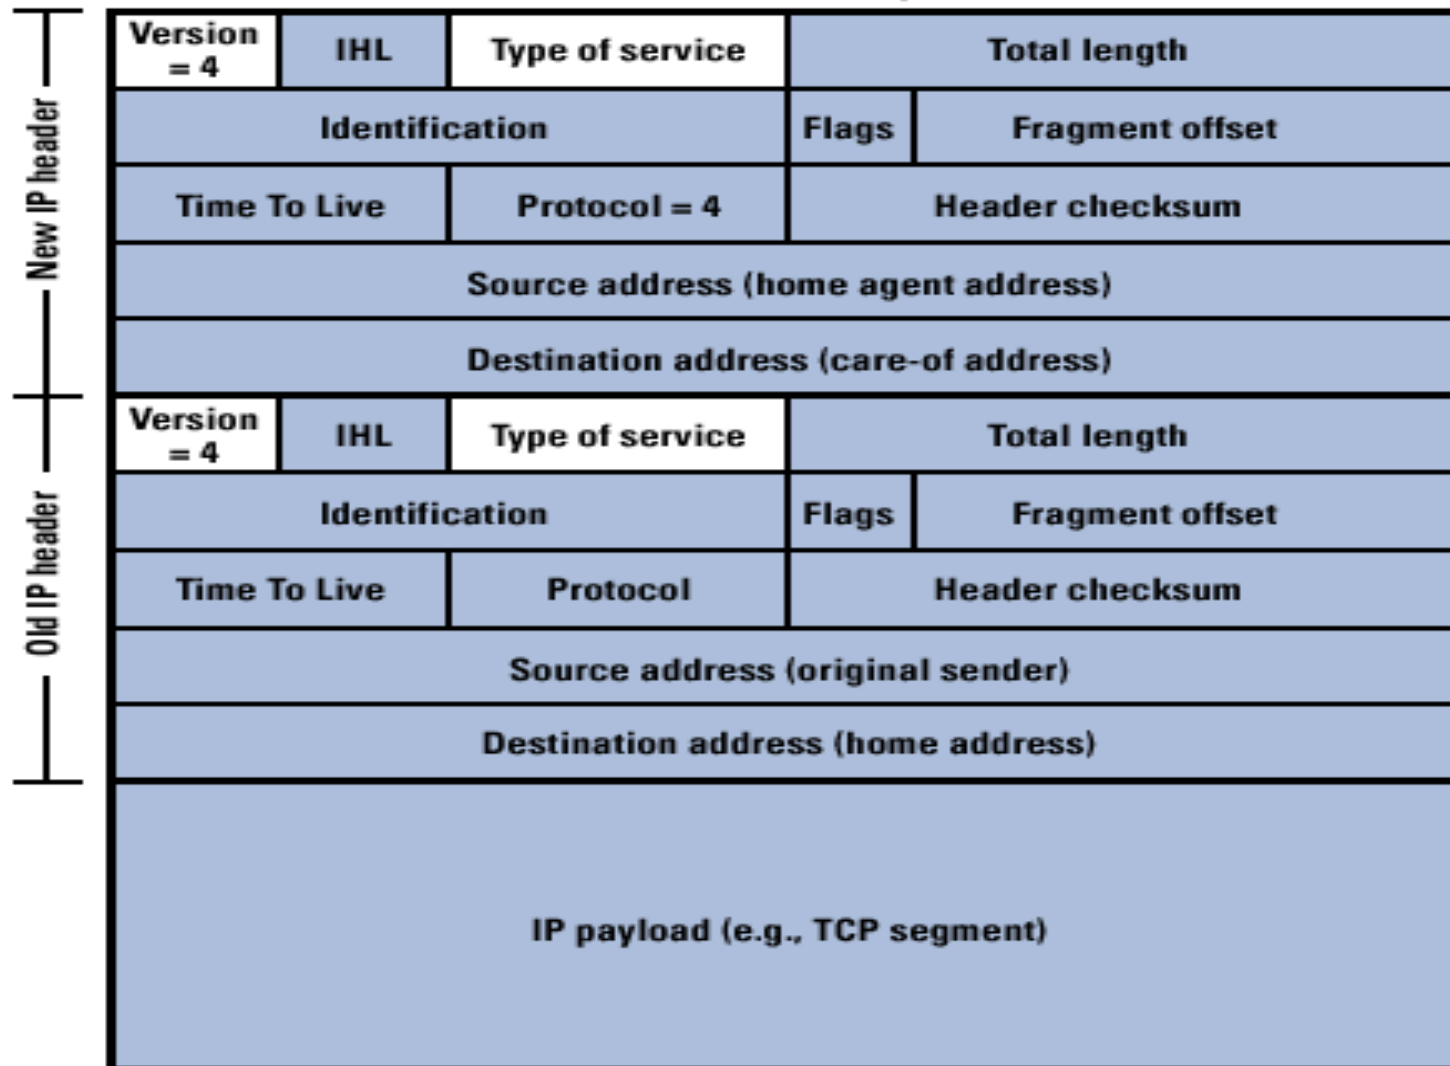 New IP header
Version
= 4
IHL
Type of service
Total length
Identification
Flags
Fragment offset
Time To Live
Protocol = 4
Header checksum
Source address (home agent address)
Destination address (care-of address)
Old IP header
Version
= 4
IHL
Type of service
Total length
Identification
Flags
Fragment offset
Time To Live
Protocol
Header checksum
Source address (original sender)
Destination address (home address)
IP payload (e.g., TCP segment)